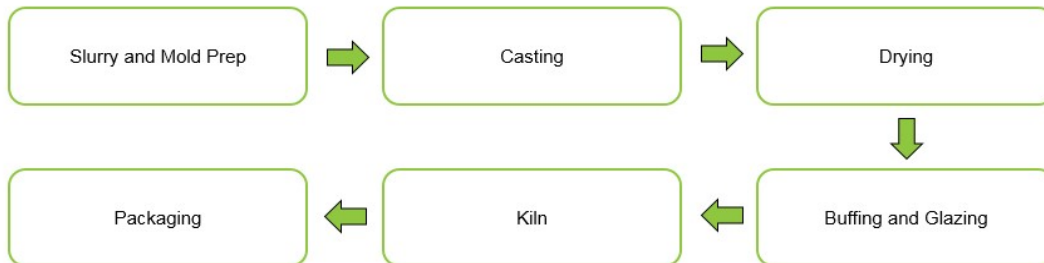 Slurry and Mold Prep
Casting
Drying
Buffing and Glazing
Kiln
Packaging